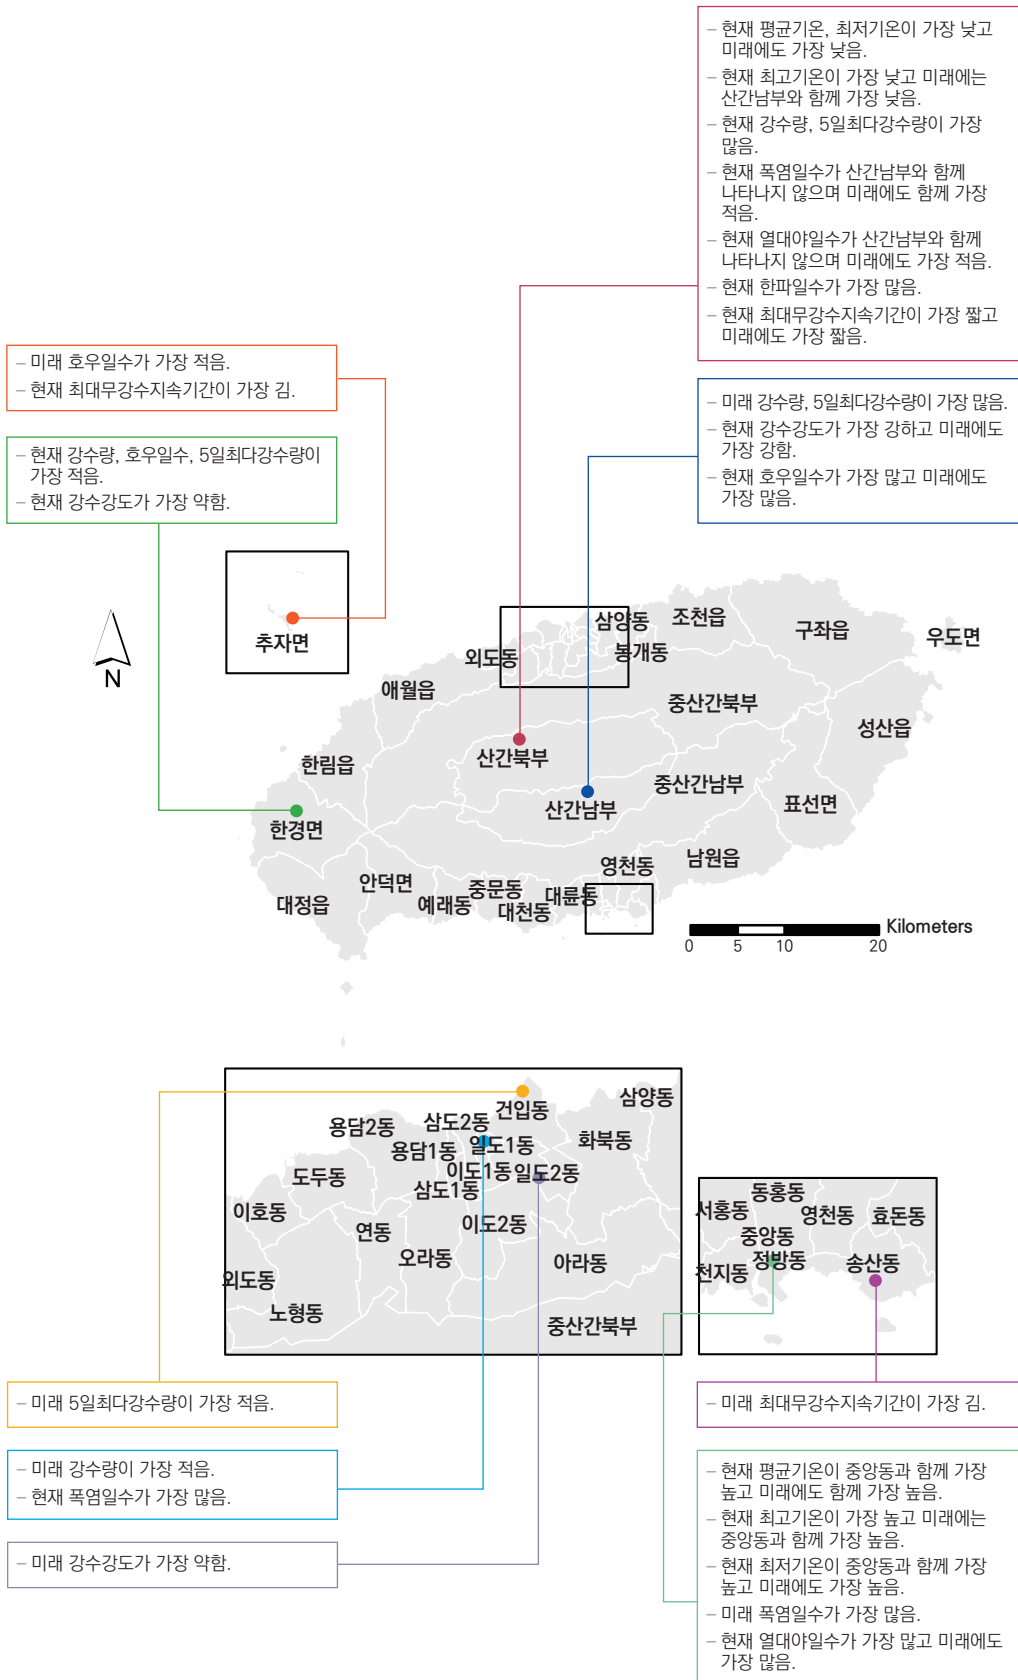 – 현재 평균기온, 최저기온이 가장 낮고
미래에도 가장 낮음.
– 현재 최고기온이 가장 낮고 미래에는
산간남부와 함께 가장 낮음.
– 현재 강수량, 5일최다강수량이 가장
많음.
– 현재 폭염일수가 산간남부와 함께
나타나지 않으며 미래에도 함께 가장
적음.
– 현재 열대야일수가 산간남부와 함께
나타나지 않으며 미래에도 가장 적음.
– 현재 한파일수가 가장 많음.
– 현재 최대무강수지속기간이 가장 짧고
미래에도 가장 짧음.
– 미래 호우일수가 가장 적음.
– 현재 최대무강수지속기간이 가장 김.
– 미래 강수량, 5일최다강수량이 가장 많음.
– 현재 강수강도가 가장 강하고 미래에도
가장 강함.
– 현재 호우일수가 가장 많고 미래에도
가장 많음.
– 현재 강수량, 호우일수, 5일최다강수량이
가장 적음.
– 현재 강수강도가 가장 약함.
N
추자면
삼양동
조천읍
구좌읍
우도면
외도동
봉개동
애월읍
중산간북부
성산읍
한림읍
산간북부
중산간남부
표선면
산간남부
한경면
남원읍
영천동
안덕면
중문동
대륜동
대정읍
예래동
대천동
Kilometers
0 5 10 20
삼양동
건입동
용담2동
삼도2동
화북동
용담1동
일도1동
도두동
이도1동
일도2동
삼도1동
이호동
연동
이도2동
오라동
아라동
외도동
노형동
중산간북부
동홍동
서홍동
영천동
효돈동
중앙동
정방동
송산동
천지동
– 미래 5일최다강수량이 가장 적음.
– 미래 최대무강수지속기간이 가장 김.
– 미래 강수량이 가장 적음.
– 현재 폭염일수가 가장 많음.
– 미래 강수강도가 가장 약함.
– 현재 평균기온이 중앙동과 함께 가장
높고 미래에도 함께 가장 높음.
– 현재 최고기온이 가장 높고 미래에는
중앙동과 함께 가장 높음.
– 현재 최저기온이 중앙동과 함께 가장
높고 미래에도 가장 높음.
– 미래 폭염일수가 가장 많음.
– 현재 열대야일수가 가장 많고 미래에도
가장 많음.